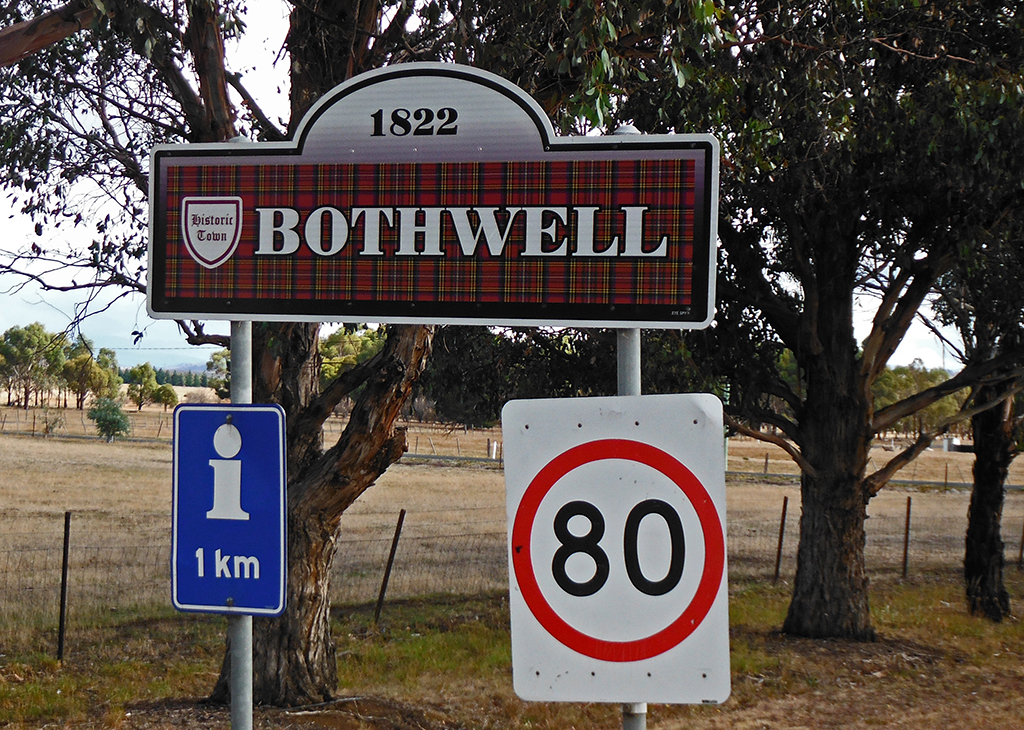 1822
Historic
Town
BOTHWELL
i
1 km
80